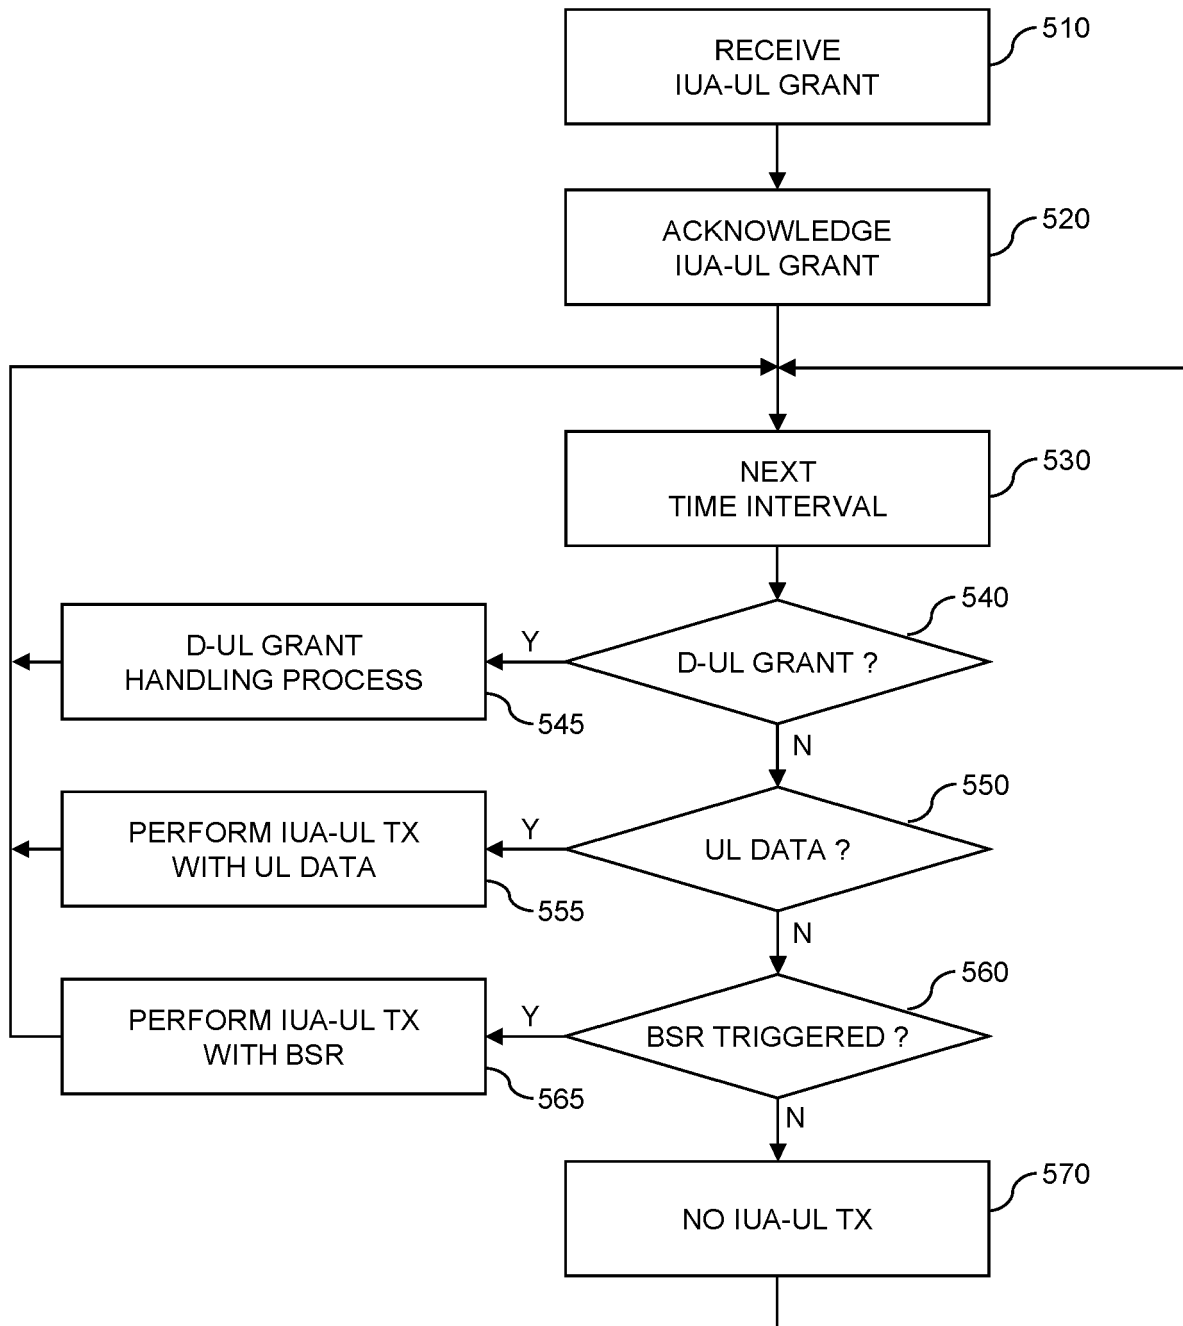 RECEIVE
IUA-UL GRANT
510
ACKNOWLEDGE
IUA-UL GRANT
520
NEXT
TIME INTERVAL
530
540
D-UL GRANT ?
Y
D-UL GRANT
HANDLING PROCESS
545
N
550
UL DATA ?
Y
PERFORM IUA-UL TX
WITH UL DATA
555
N
560
BSR TRIGGERED ?
Y
PERFORM IUA-UL TX
WITH BSR
565
N
570
NO IUA-UL TX